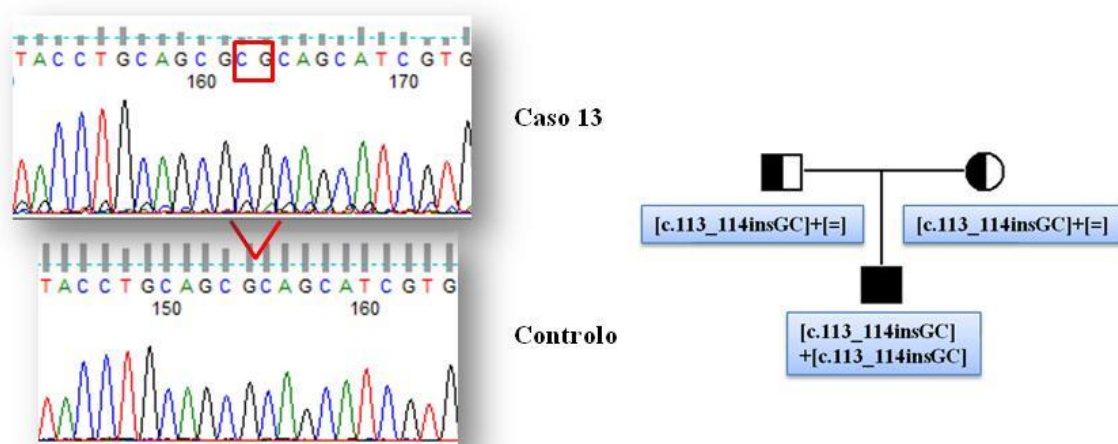 TACCTGCAGCGCGCAGCATCGTG
160 170
Caso 13
TACCTGCAGCGCAGCATCGTG
150 160
Controlo
[c.113_114insGC]+[=]
[c.113_114insGC]+[=]
[c.113_114insGC]
+[c.113_114insGC]